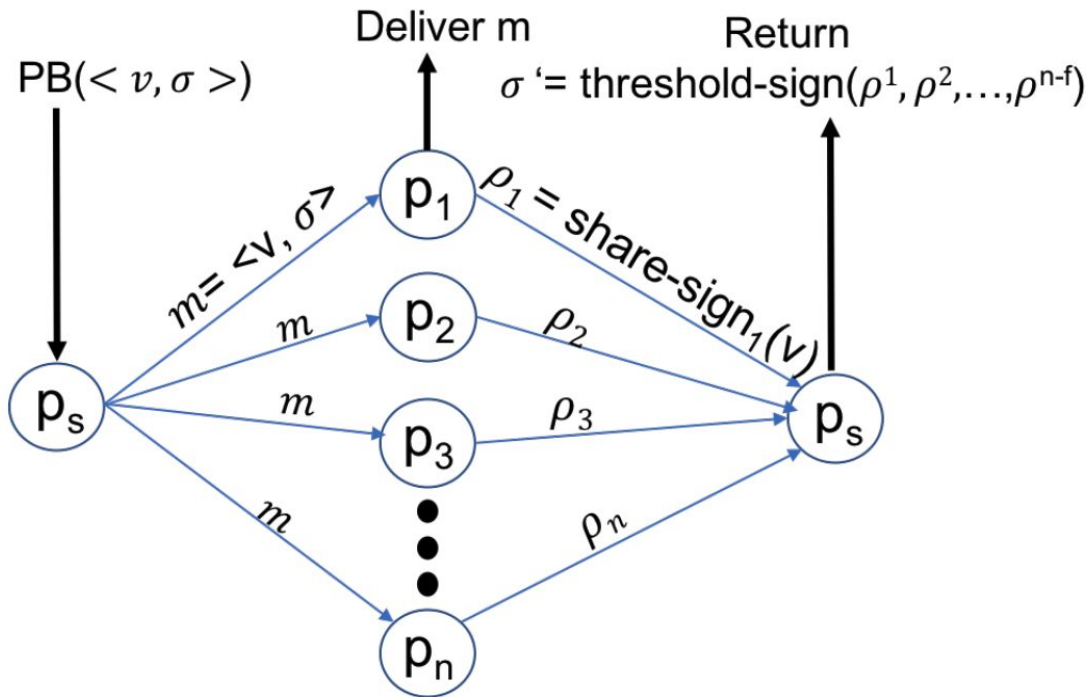 Deliver m
Return
PB(< v, σ >)
σ ‘= threshold-sign(ρ¹, ρ²,…,ρⁿ⁻ᶠ)
p₁
m= <v, σ>
ρ₁ = share-sign₁(v)
m
p₂
ρ₂
pₛ
m
p₃
ρ₃
pₛ
m
ρₙ
pₙ